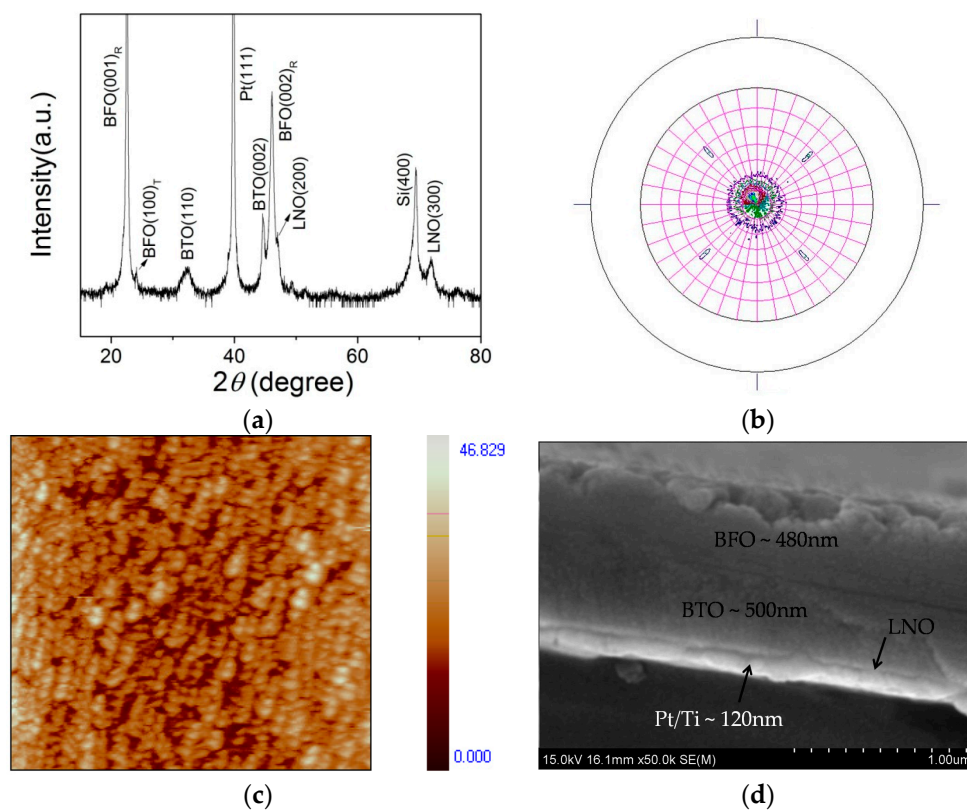 Intensity(a.u.)
BFO(001)R
BFO(100)T
BTO(110)
Pt(111)
BTO(002)
BFO(002)R
LNO(200)
Si(400)
LNO(300)
20 40 60 80
2θ (degree)
(a)
(b)
46.829
0.000
(c)
BFO ~ 480nm
BTO ~ 500nm
LNO
Pt/Ti ~ 120nm
15.0kV 16.1mm x50.0k SE(M) 1.00um
(d)